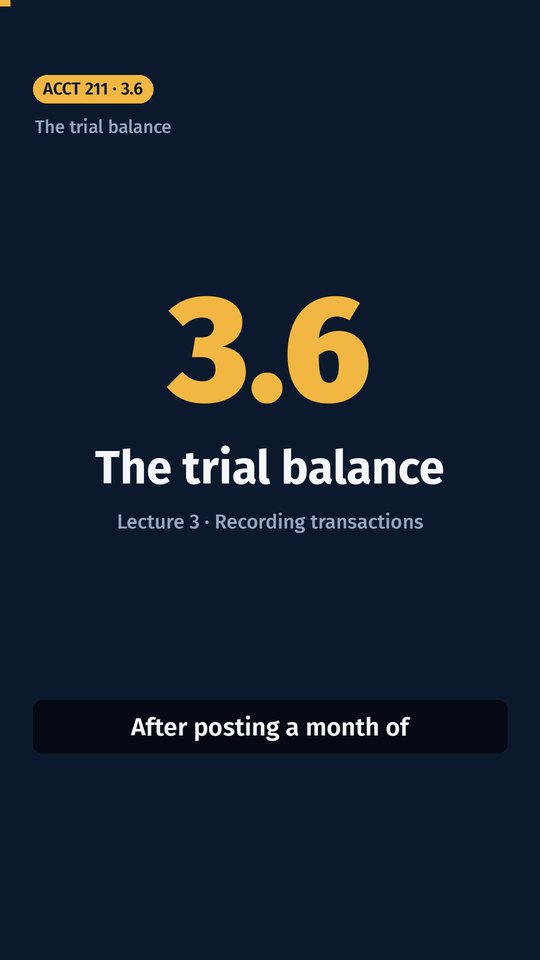 ACCT 211 · 3.6
The trial balance
3.6
The trial balance
Lecture 3 · Recording transactions
After posting a month of